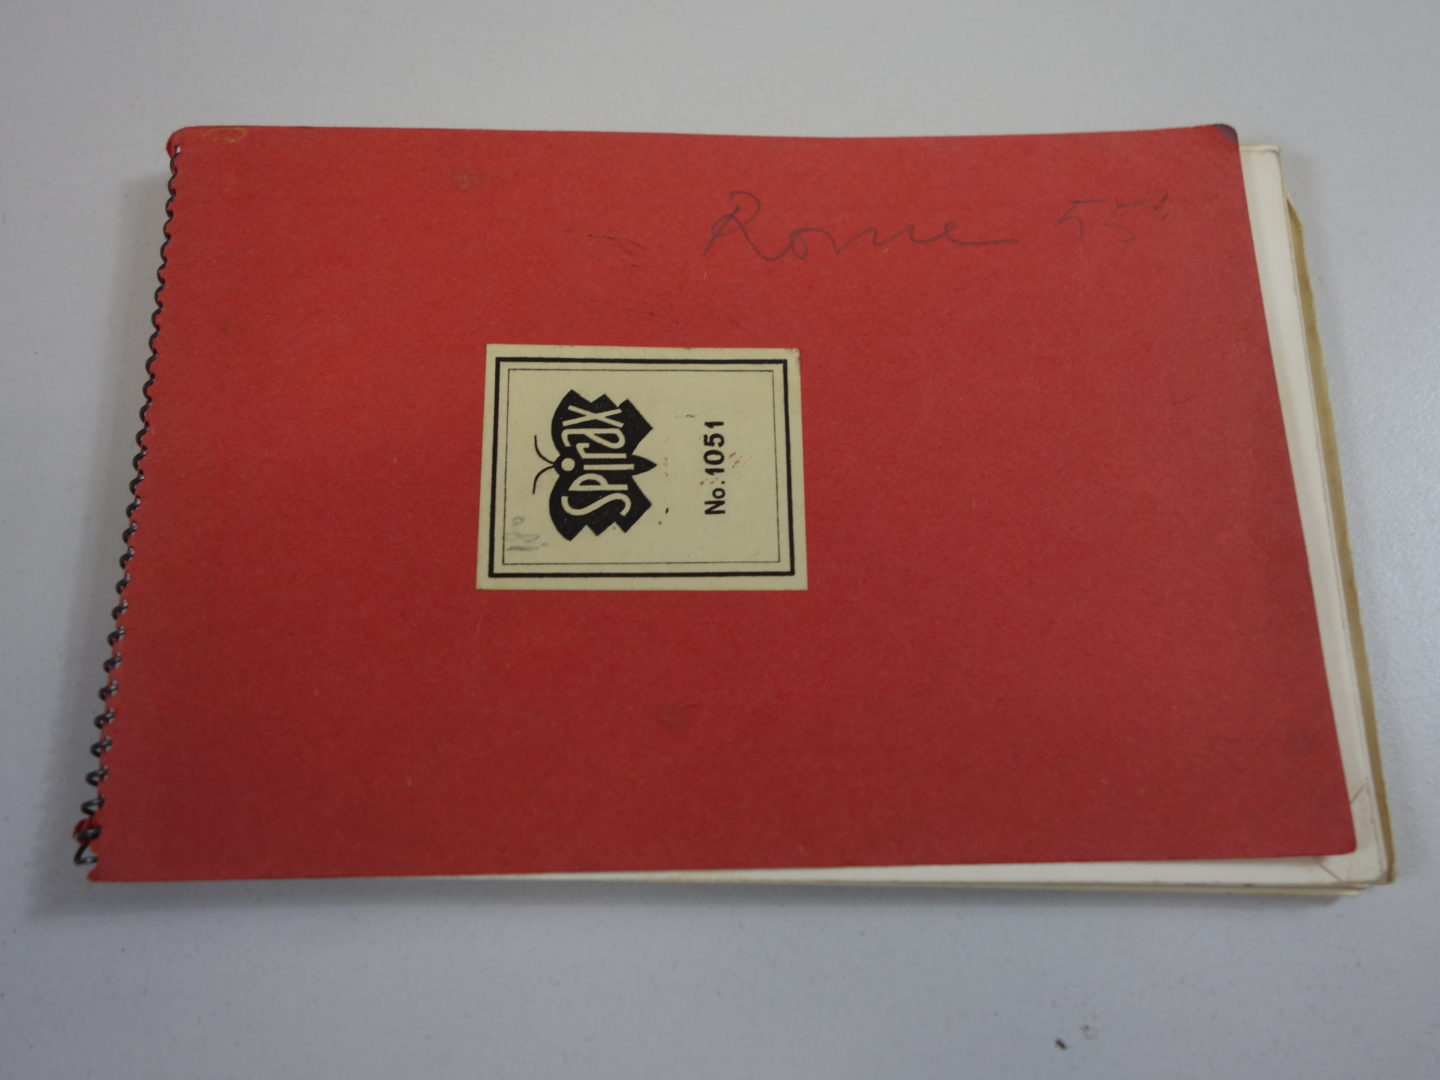 Rome 55'
Spirax
No. 1051